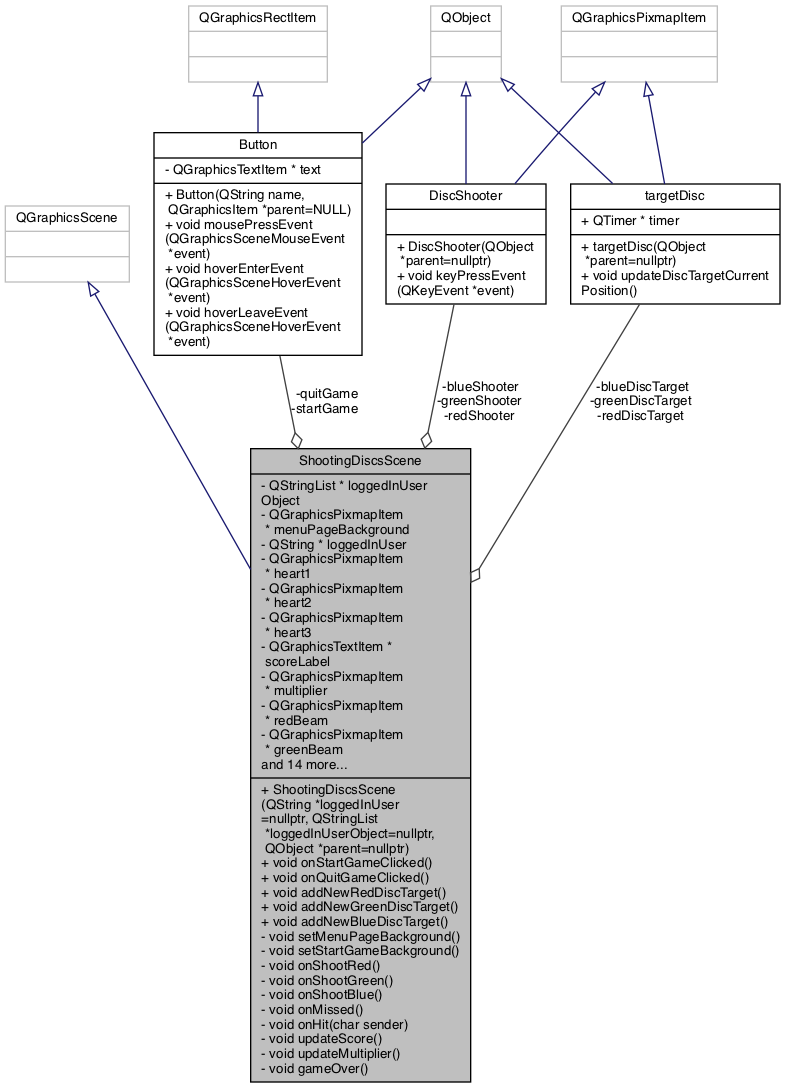 QGraphicsRectItem
QObject
QGraphicsPixmapItem
Button
- QGraphicsTextItem * text
+ Button(QString name,
QGraphicsItem *parent=NULL)
+ void mousePressEvent
(QGraphicsSceneMouseEvent
*event)
+ void hoverEnterEvent
(QGraphicsSceneHoverEvent
*event)
+ void hoverLeaveEvent
(QGraphicsSceneHoverEvent
*event)
DiscShooter
+ DiscShooter(QObject
*parent=nullptr)
+ void keyPressEvent
(QKeyEvent *event)
targetDisc
+ QTimer * timer
+ targetDisc(QObject
*parent=nullptr)
+ void updateDiscTargetCurrent
Position()
QGraphicsScene
-quitGame
-startGame
-blueShooter
-greenShooter
-redShooter
-blueDiscTarget
-greenDiscTarget
-redDiscTarget
ShootingDiscsScene
- QStringList * loggedInUser
Object
- QGraphicsPixmapItem
* menuPageBackground
- QString * loggedInUser
- QGraphicsPixmapItem
* heart1
- QGraphicsPixmapItem
* heart2
- QGraphicsPixmapItem
* heart3
- QGraphicsTextItem *
scoreLabel
- QGraphicsPixmapItem
* multiplier
- QGraphicsPixmapItem
* redBeam
- QGraphicsPixmapItem
* greenBeam
and 14 more...
+ ShootingDiscsScene
(QString *loggedInUser
=nullptr, QStringList
*loggedInUserObject=nullptr,
QObject *parent=nullptr)
+ void onStartGameClicked()
+ void onQuitGameClicked()
+ void addNewRedDiscTarget()
+ void addNewGreenDiscTarget()
+ void addNewBlueDiscTarget()
- void setMenuPageBackground()
- void setStartGameBackground()
- void onShootRed()
- void onShootGreen()
- void onShootBlue()
- void onMissed()
- void onHit(char sender)
- void updateScore()
- void updateMultiplier()
- void gameOver()